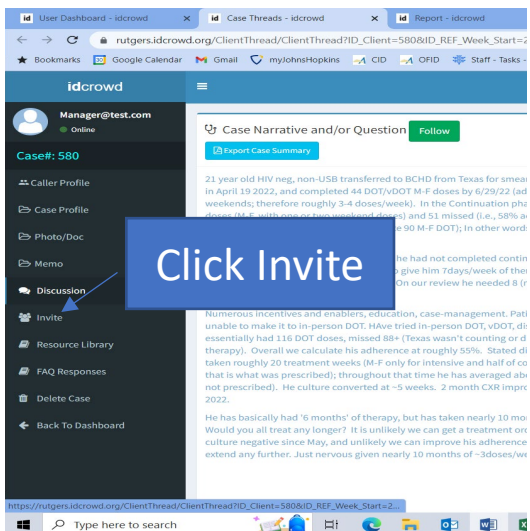 User Dashboard - idcrowd
Case Threads - idcrowd
Report - idcrowd
rutgers.idcrowd.org/ClientThread/ClientThread?ID_Client=580&ID_REF_Week_Start=2
Bookmarks Google Calendar Gmail myJohnsHopkins CID OFID Staff - Tasks -
idcrowd
Manager@test.com
Online
Case#: 580
Caller Profile
Case Profile
Photo/Doc
Memo
Discussion
Invite
Resource Library
FAQ Responses
Delete Case
Back To Dashboard
Click Invite
Case Narrative and/or Question Follow
Export Case Summary
21 year old HIV neg, non-USB transferred to BCHD from Texas for smea
in April 19 2022, and completed 44 DOT/vDOT M-F doses by 6/29/22 (ad
weekends; therefore roughly 3-4 doses/week). In the Continuation pha
doses (M-F, with one or two weekend doses) and 51 missed (i.e., 58% a
e 90 M-F DOT); In other word
he had not completed contin
give him 7days/week of the
On our review he needed 8 (
Numerous incentives and enablers, education, case-management. Pati
unable to make it to in-person DOT. HAve tried in-person DOT, vDOT, di
essentially had 116 DOT doses, missed 88+ (Texas wasn't counting or d
therapy). Overall we calculate his adherence at roughly 55%. Stated di
taken roughly 20 treatment weeks (M-F only for intensive and half of co
that is what was prescribed); throughout that time he has averaged ab
not prescribed). He culture converted at ~5 weeks. 2 month CXR impro
2022.
He has basically had '6 months' of therapy, but has taken nearly 10 mo
Would you all treat any longer? It is unlikely we can get a treatment or
culture negative since May, and unlikely we can improve his adherence
extend any further. Just nervous given nearly 10 months of ~3doses/we
https://rutgers.idcrowd.org/ClientThread/ClientThread?ID_Client=580&ID_REF_Week_Start=2...
Type here to search